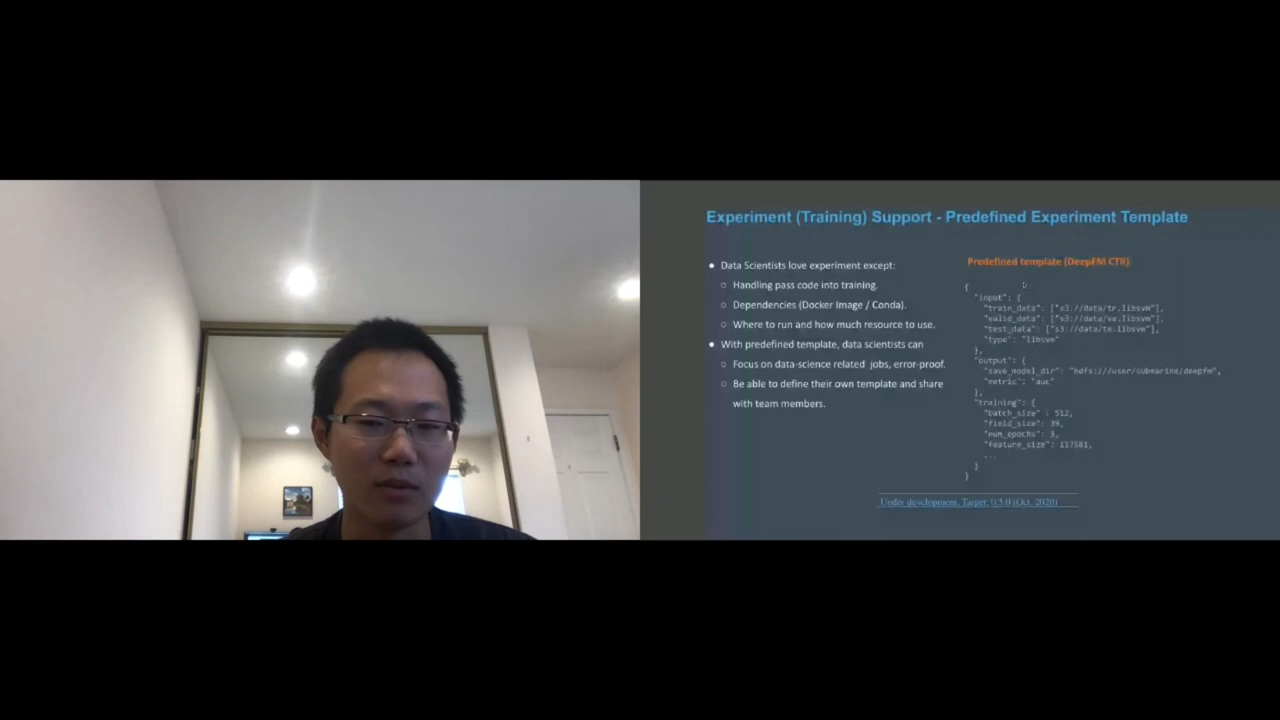 Experiment (Training) Support - Predefined Experiment Template
● Data Scientists love experiment except:
○ Handling pass code into training.
○ Dependencies (Docker Image / Conda).
○ Where to run and how much resource to use.
● With predefined template, data scientists can
○ Focus on data-science related jobs, error-proof.
○ Be able to define their own template and share
with team members.
Predefined template (DeepFM CTR)
{
"input": {
"train_data": ["s3://data/tr.libsvm"],
"valid_data": ["s3://data/va.libsvm"],
"test_data": ["s3://data/te.libsvm"],
"type": "libsvm"
},
"output": {
"save_model_dir": "hdfs:///user/submarine/deepfm",
"metric": "auc"
},
"training": {
"batch_size" : 512,
"field_size": 39,
"num_epochs": 3,
"feature_size": 117581,
...
}
}
Under development, Target: 0.5.0 (Oct, 2020)